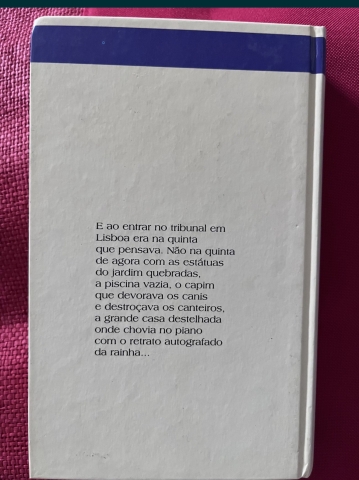 E ao entrar no tribunal em
Lisboa era na quinta
que pensava. Não na quinta
de agora com as estátuas
do jardim quebradas,
a piscina vazia, o capim
que devorava os canis
e destroçava os canteiros,
a grande casa destelhada
onde chovia no piano
com o retrato autografado
da rainha...